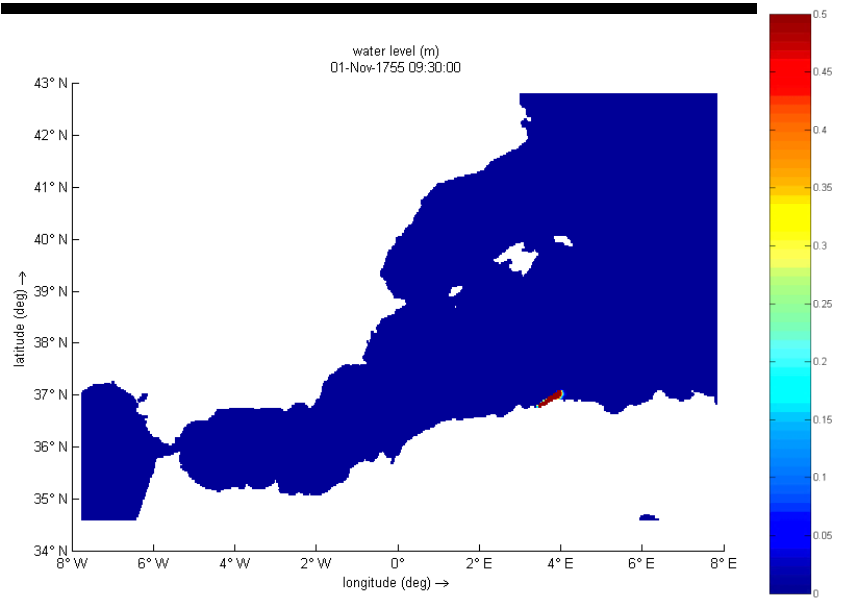 water level (m)
01-Nov-1755 09:30:00
43° N
42° N
41° N
40° N
39° N
38° N
37° N
36° N
35° N
34° N
latitude (deg) →
8° W
6° W
4° W
2° W
0°
2° E
4° E
6° E
8° E
longitude (deg) →
0.5
0.45
0.4
0.35
0.3
0.25
0.2
0.15
0.1
0.05
0